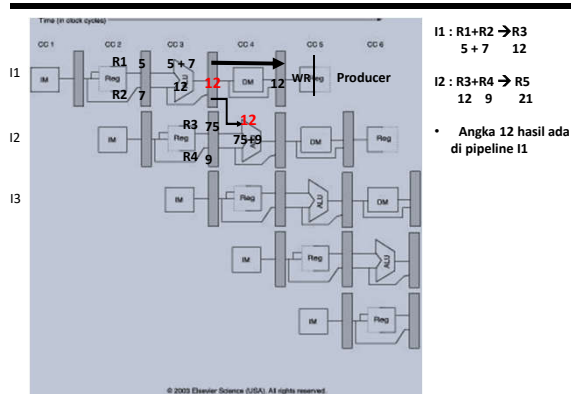 Time (in clock cycles)
CC 1 CC 2 CC 3 CC 4 CC 5 CC 6
I1 : R1+R2 → R3
5 + 7 12
I2 : R3+R4 → R5
12 9 21
• Angka 12 hasil ada di pipeline I1
R1 5 5 + 7
I1 IM Reg ALU 12 12 DM 12 WR Reg Producer
R2 7
R3 75 12
I2 IM Reg 75+9 DM Reg
R4 9
I3 IM Reg ALU DM
IM Reg ALU
IM Reg
© 2003 Elsevier Science (USA). All rights reserved.